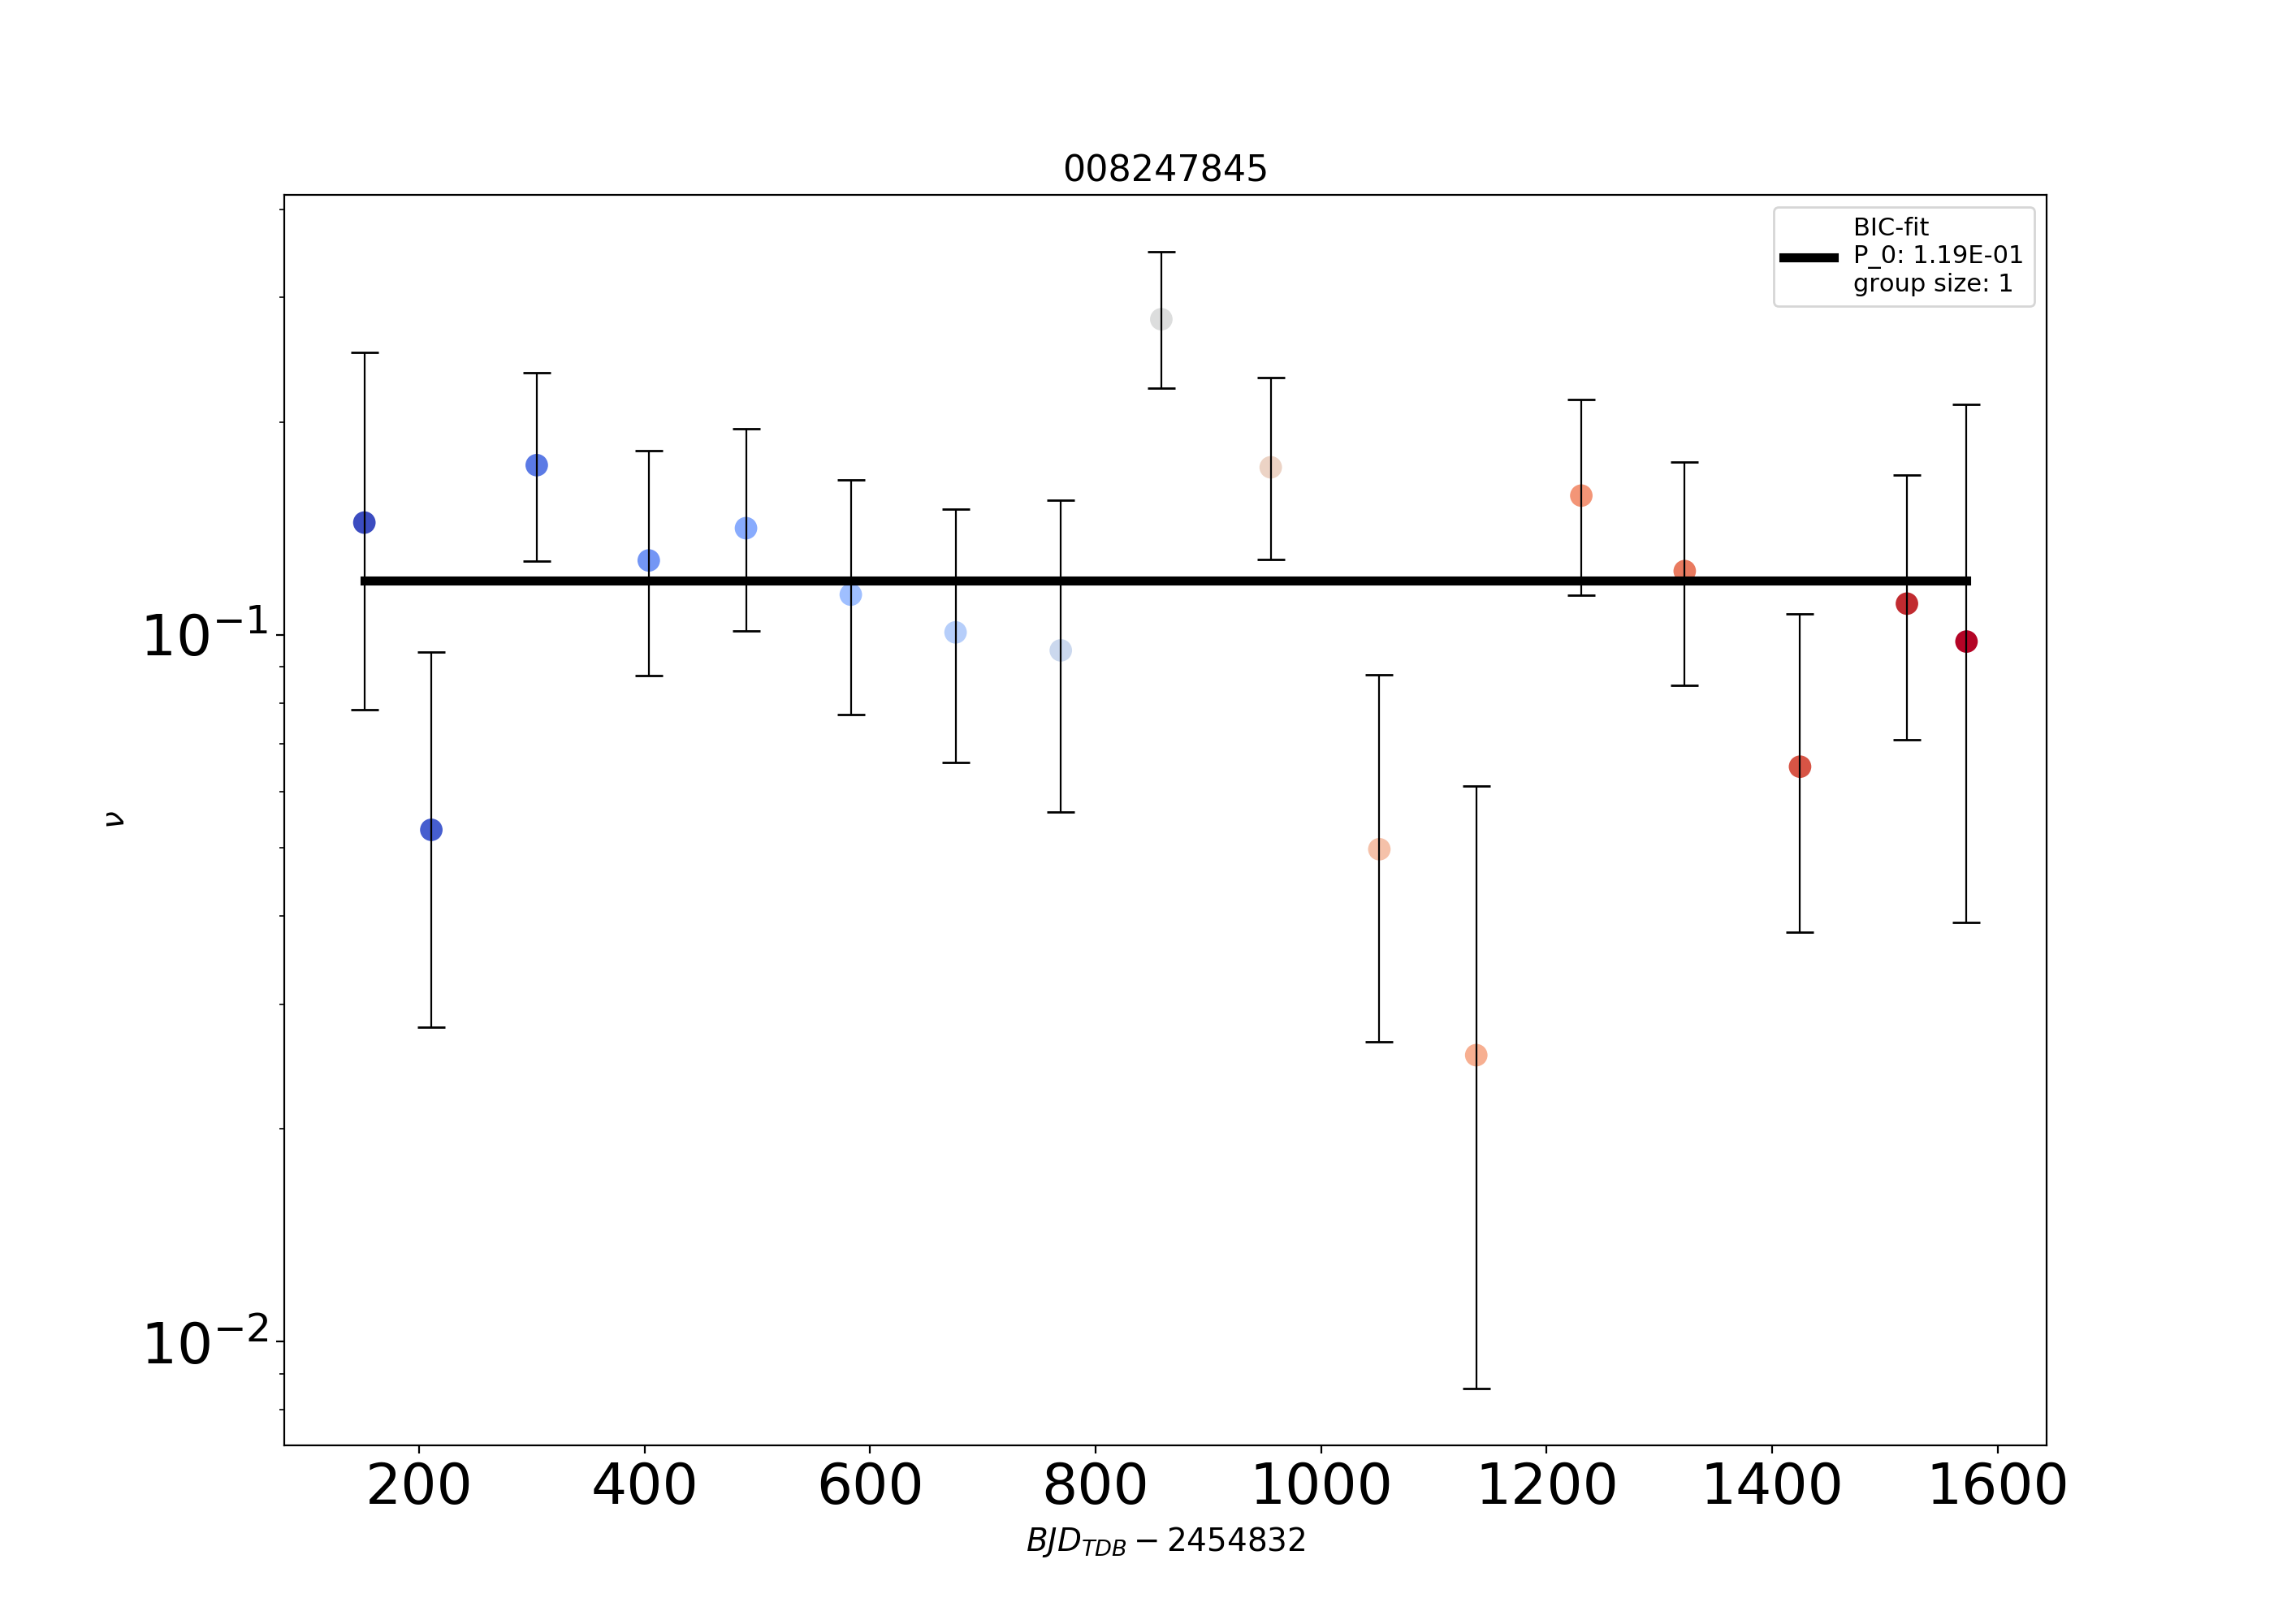 008247845
BIC-fit
P_0: 1.19E-01
group size: 1
10⁻¹
10⁻²
ν
200 400 600 800 1000 1200 1400 1600
BJD_TDB − 2454832